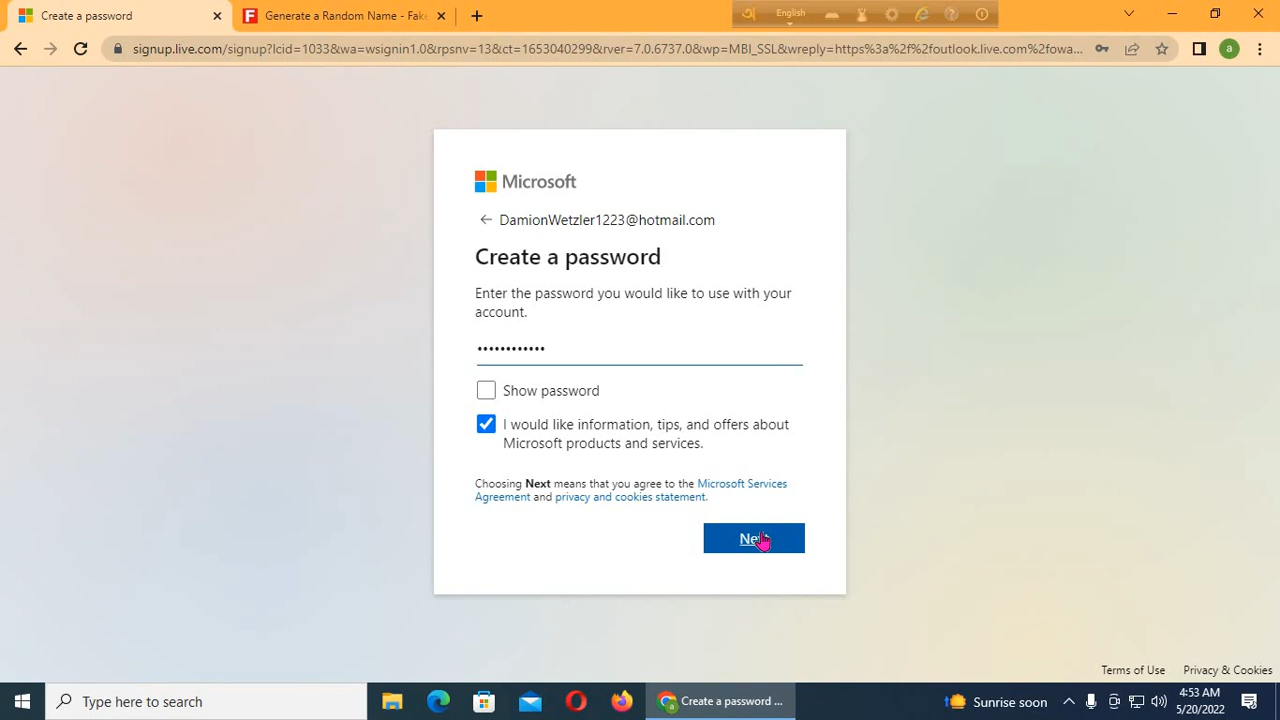 Create a password
Generate a Random Name - Fake
English
signup.live.com/signup?lcid=1033&wa=wsignin1.0&rpsnv=13&ct=1653040299&rver=7.0.6737.0&wp=MBI_SSL&wreply=https%3a%2f%2foutlook.live.com%2fowa...
a
Microsoft
DamionWetzler1223@hotmail.com
Create a password
Enter the password you would like to use with your
account.
••••••••••••
Show password
I would like information, tips, and offers about
Microsoft products and services.
Choosing Next means that you agree to the Microsoft Services
Agreement and privacy and cookies statement.
Next
Terms of Use Privacy & Cookies
Type here to search
Create a password ...
Sunrise soon
4:53 AM
5/20/2022